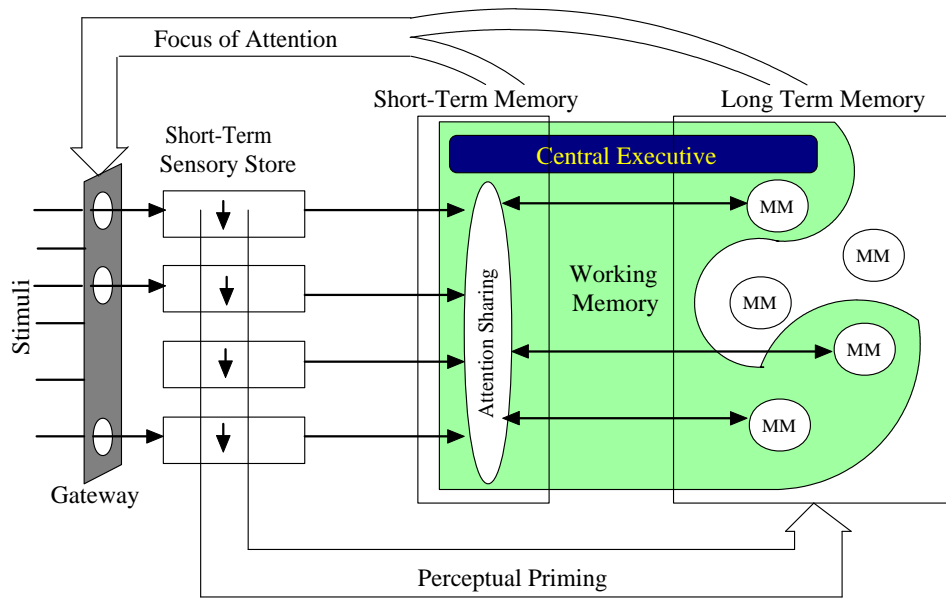 Focus of Attention
Short-Term Memory
Long Term Memory
Short-Term
Sensory Store
Central Executive
MM
MM
Working
Memory
MM
MM
MM
Stimuli
Attention Sharing
Gateway
Perceptual Priming